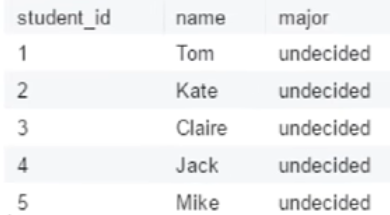 student_id name major
1 Tom undecided
2 Kate undecided
3 Claire undecided
4 Jack undecided
5 Mike undecided